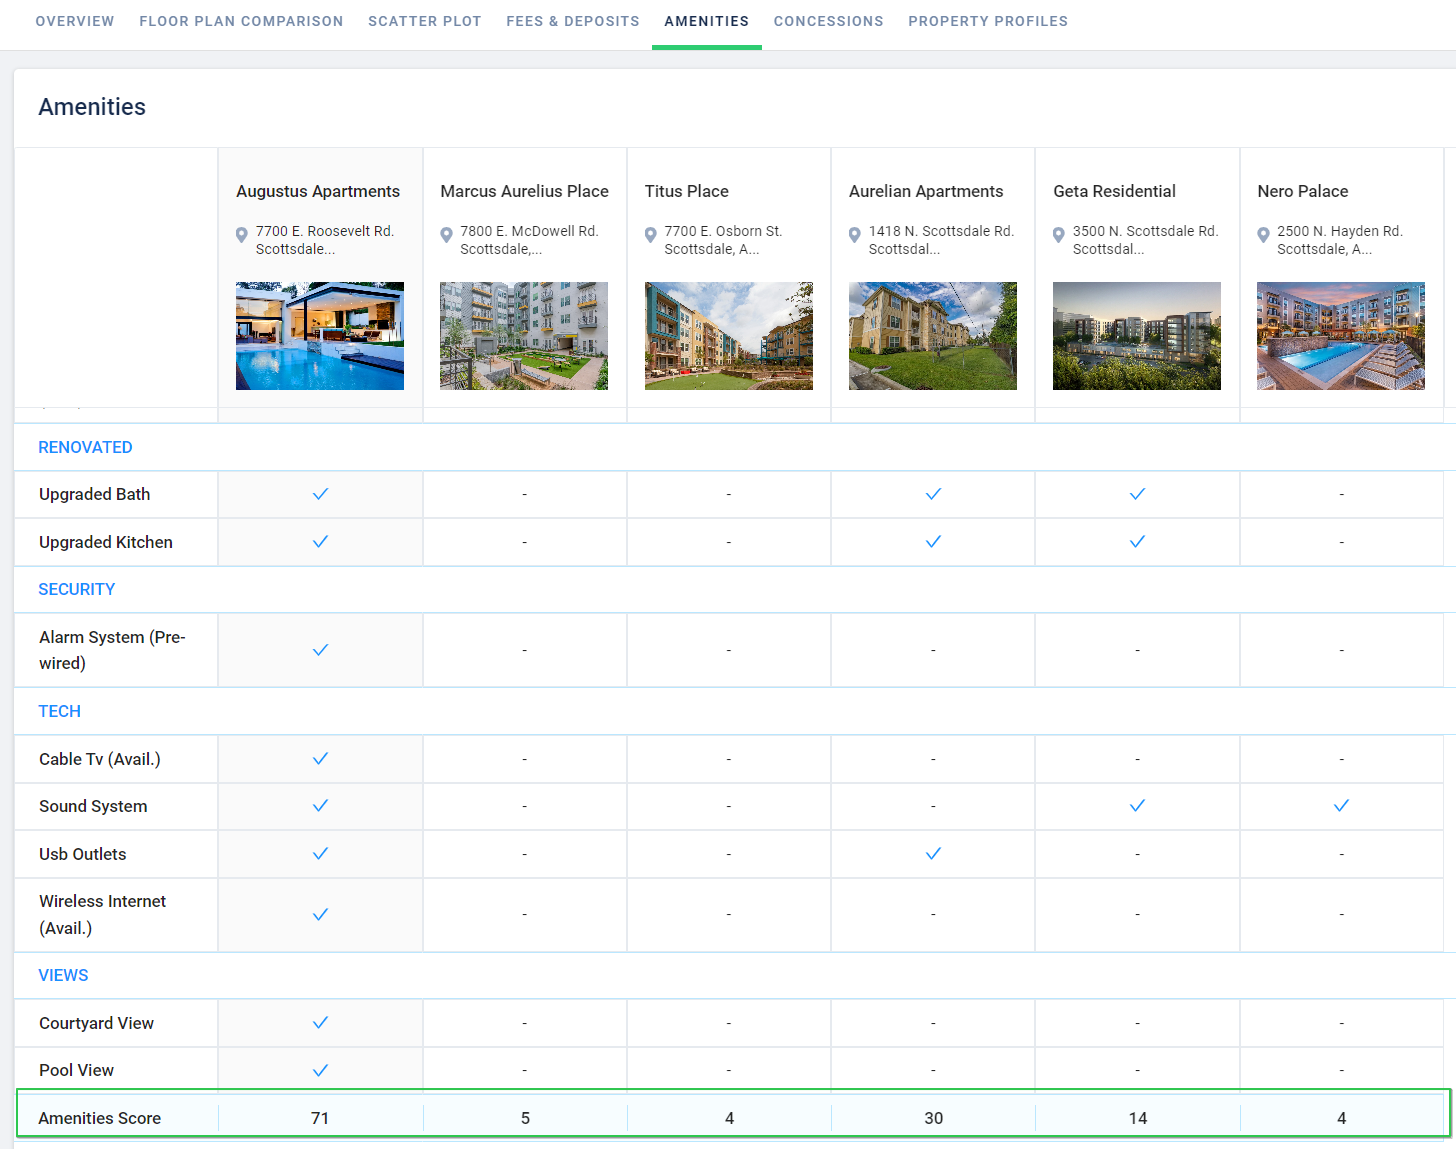 OVERVIEW FLOOR PLAN COMPARISON SCATTER PLOT FEES & DEPOSITS AMENITIES CONCESSIONS PROPERTY PROFILES
Amenities
Augustus Apartments Marcus Aurelius Place Titus Place Aurelian Apartments Geta Residential Nero Palace
7700 E. Roosevelt Rd. 7800 E. McDowell Rd. 7700 E. Osborn St. 1418 N. Scottsdale Rd. 3500 N. Scottsdale Rd. 2500 N. Hayden Rd.
Scottsdale... Scottsdale,... Scottsdale, A... Scottsdal... Scottsdal... Scottsdale, A...
RENOVATED
Upgraded Bath ✓ - - ✓ ✓ -
Upgraded Kitchen ✓ - - ✓ ✓ -
SECURITY
Alarm System (Pre-
wired) ✓ - - - - -
TECH
Cable Tv (Avail.) ✓ - - - - -
Sound System ✓ - - - ✓ ✓
Usb Outlets ✓ - - ✓ - -
Wireless Internet
(Avail.) ✓ - - - - -
VIEWS
Courtyard View ✓ - - - - -
Pool View ✓ - - - - -
Amenities Score 71 5 4 30 14 4